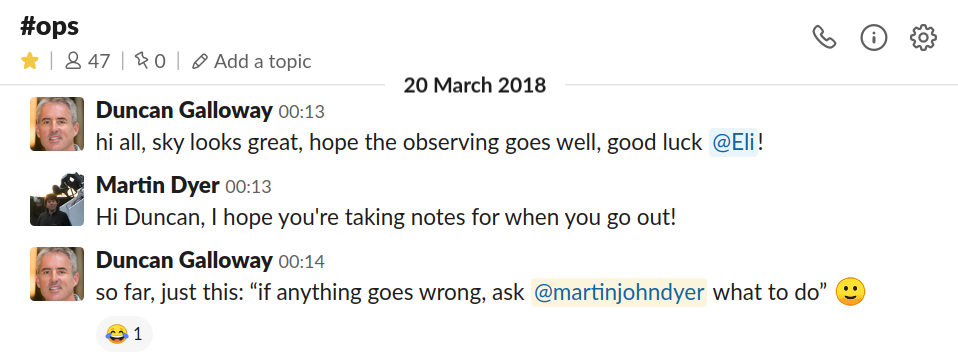 #ops
47 | 0 | Add a topic
20 March 2018
Duncan Galloway 00:13
hi all, sky looks great, hope the observing goes well, good luck @Eli!
Martin Dyer 00:13
Hi Duncan, I hope you're taking notes for when you go out!
Duncan Galloway 00:14
so far, just this: “if anything goes wrong, ask @martinjohndyer what to do” 🙂
😂 1